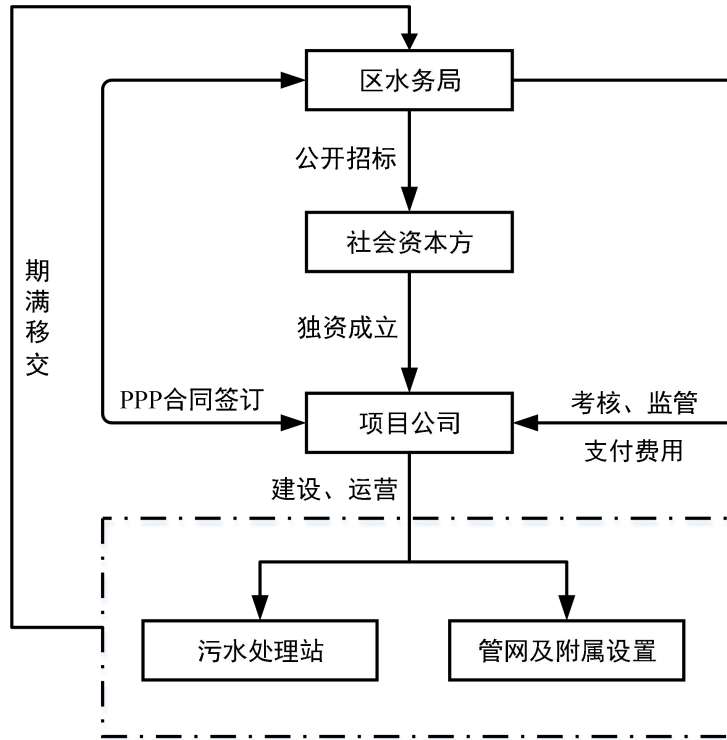 区水务局
公开招标
社会资本方
期满移交
独资成立
PPP合同签订
项目公司
考核、监管
支付费用
建设、运营
污水处理站
管网及附属设置